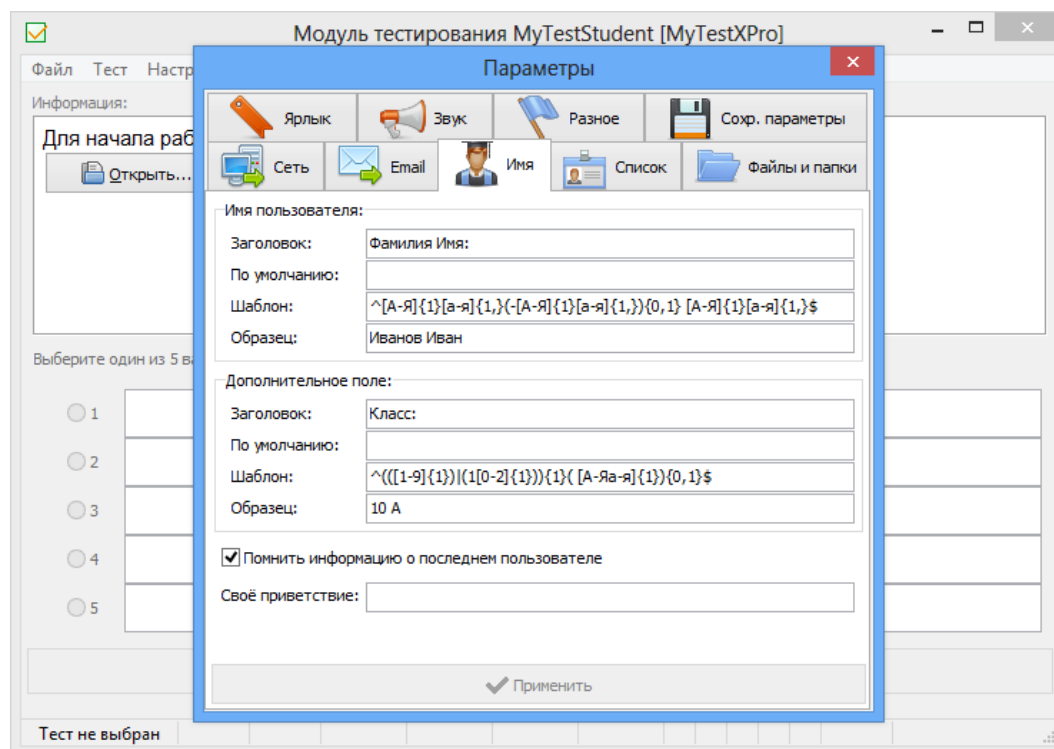 Модуль тестирования MyTestStudent [MyTestXPro]
Файл Тест Настр
Параметры
Информация:
Для начала раб
Открыть...
Ярлык Звук Разное Сохр. параметры
Сеть Email Имя Список Файлы и папки
Имя пользователя:
Заголовок: Фамилия Имя:
По умолчанию:
Шаблон: ^[А-Я]{1}[а-я]{1,}(-[А-Я]{1}[а-я]{1,}){0,1} [А-Я]{1}[а-я]{1,}$
Образец: Иванов Иван
Выберите один из 5 ва
Дополнительное поле:
1
Заголовок: Класс:
По умолчанию:
2
Шаблон: ^(([1-9]{1})|(1[0-2]{1})){1}( [А-Яа-я]{1}){0,1}$
3
Образец: 10 А
4
Помнить информацию о последнем пользователе
5
Своё приветствие:
Применить
Тест не выбран